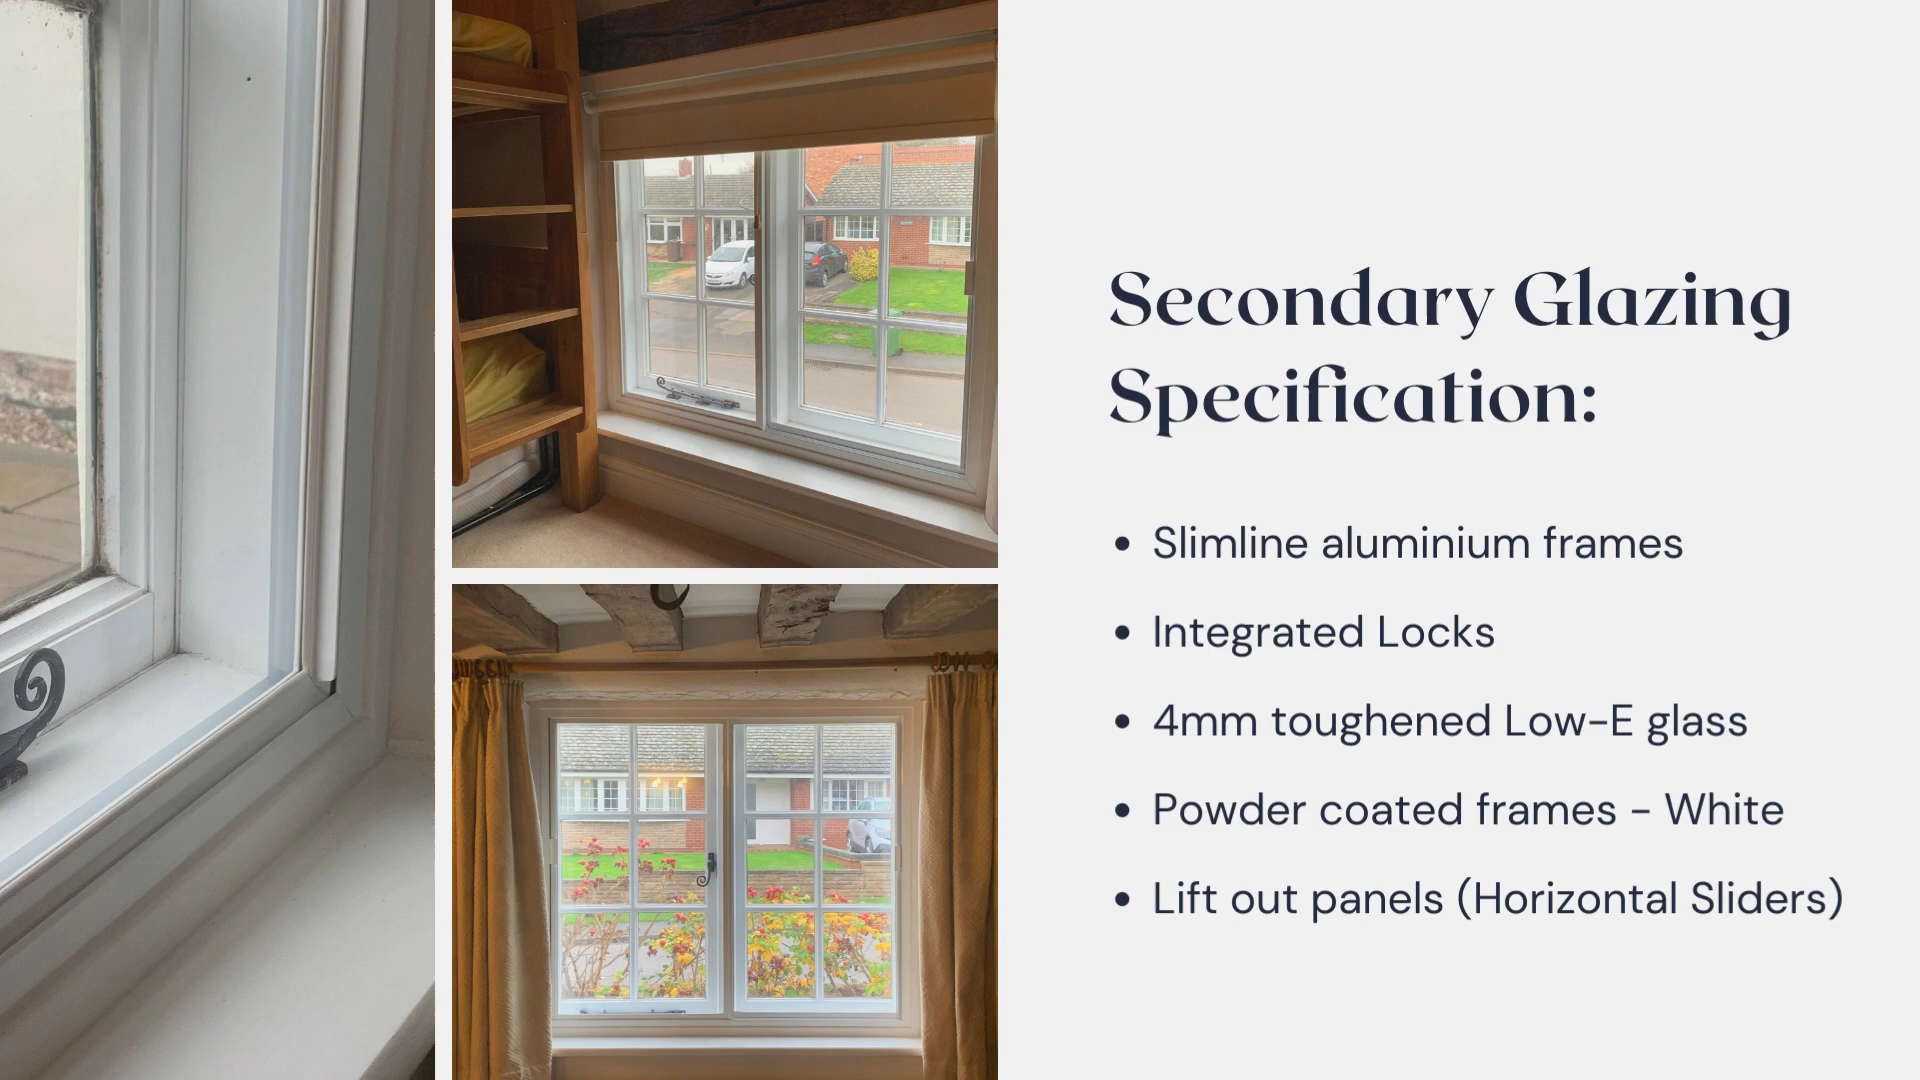 Secondary Glazing
Specification:
• Slimline aluminium frames
• Integrated Locks
• 4mm toughened Low-E glass
• Powder coated frames - White
• Lift out panels (Horizontal Sliders)